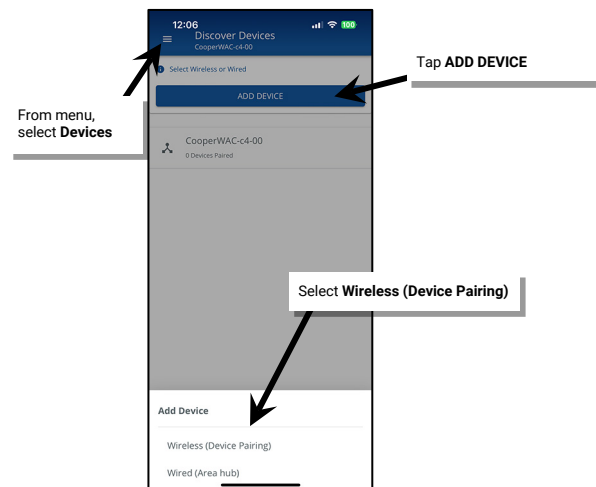 12:06
100
Discover Devices
CooperWAC-c4-00
Select Wireless or Wired
Tap ADD DEVICE
ADD DEVICE
From menu,
select Devices
CooperWAC-c4-00
0 Devices Paired
Select Wireless (Device Pairing)
Add Device
Wireless (Device Pairing)
Wired (Area hub)